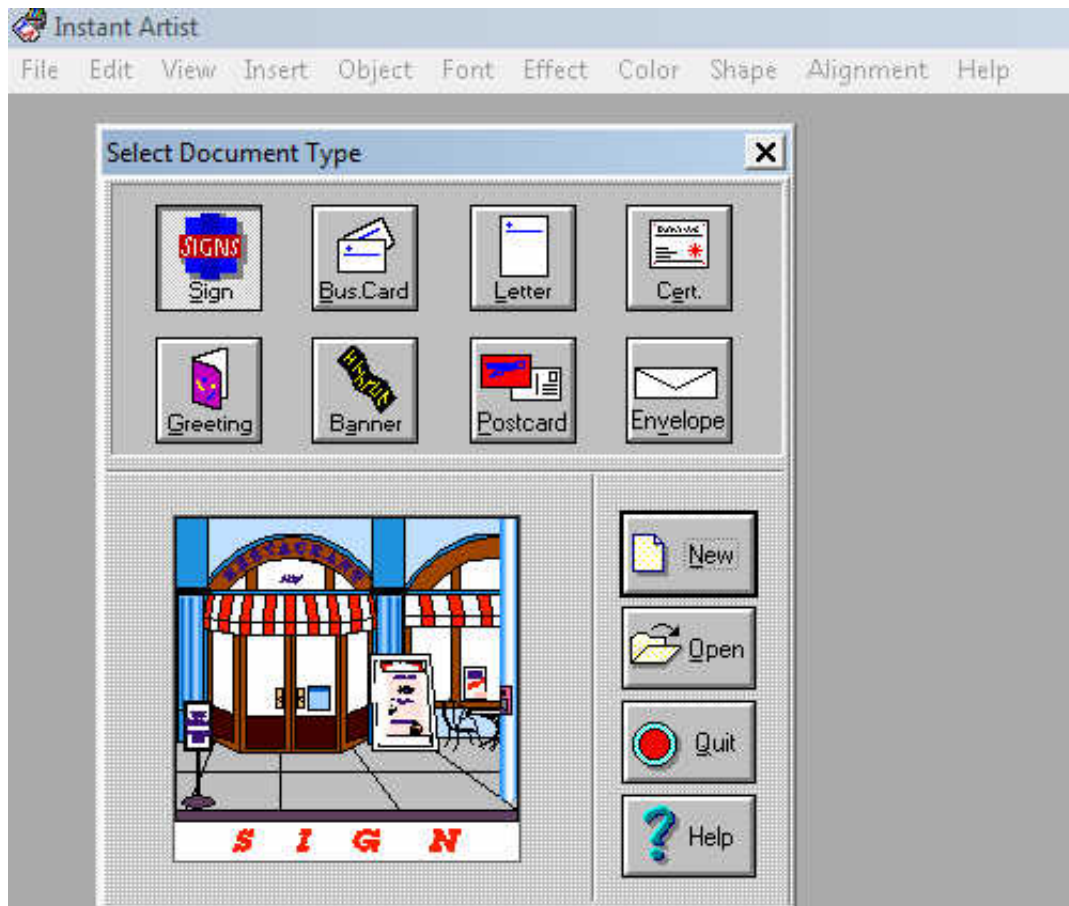 Instant Artist
File Edit View Insert Object Font Effect Color Shape Alignment Help
Select Document Type
SIGNS
Sign Bus.Card Letter Cert.
Greeting Banner Postcard Envelope
RESTAURANT
New
Open
Quit
Help
S I G N